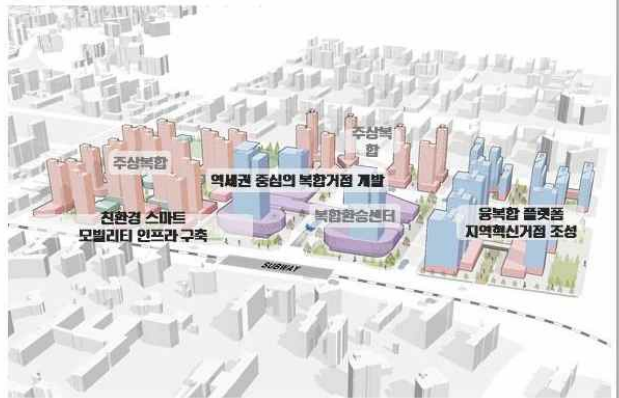 주상복
합
주상복합
역세권 중심의 복합거점 개발
복합환승센터
친환경 스마트
모빌리티 인프라 구축
융복합 플랫폼
지역혁신거점 조성
SUBWAY